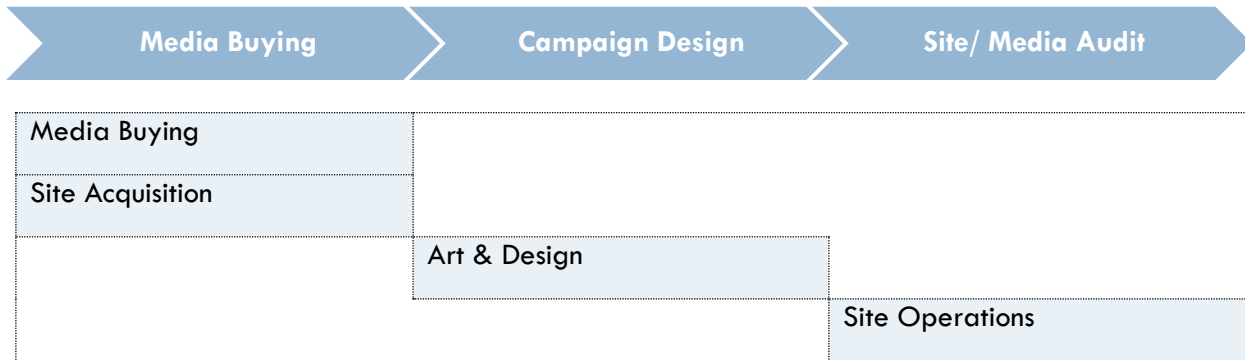 Media Buying
Campaign Design
Site/ Media Audit
Media Buying
Site Acquisition
Art & Design
Site Operations